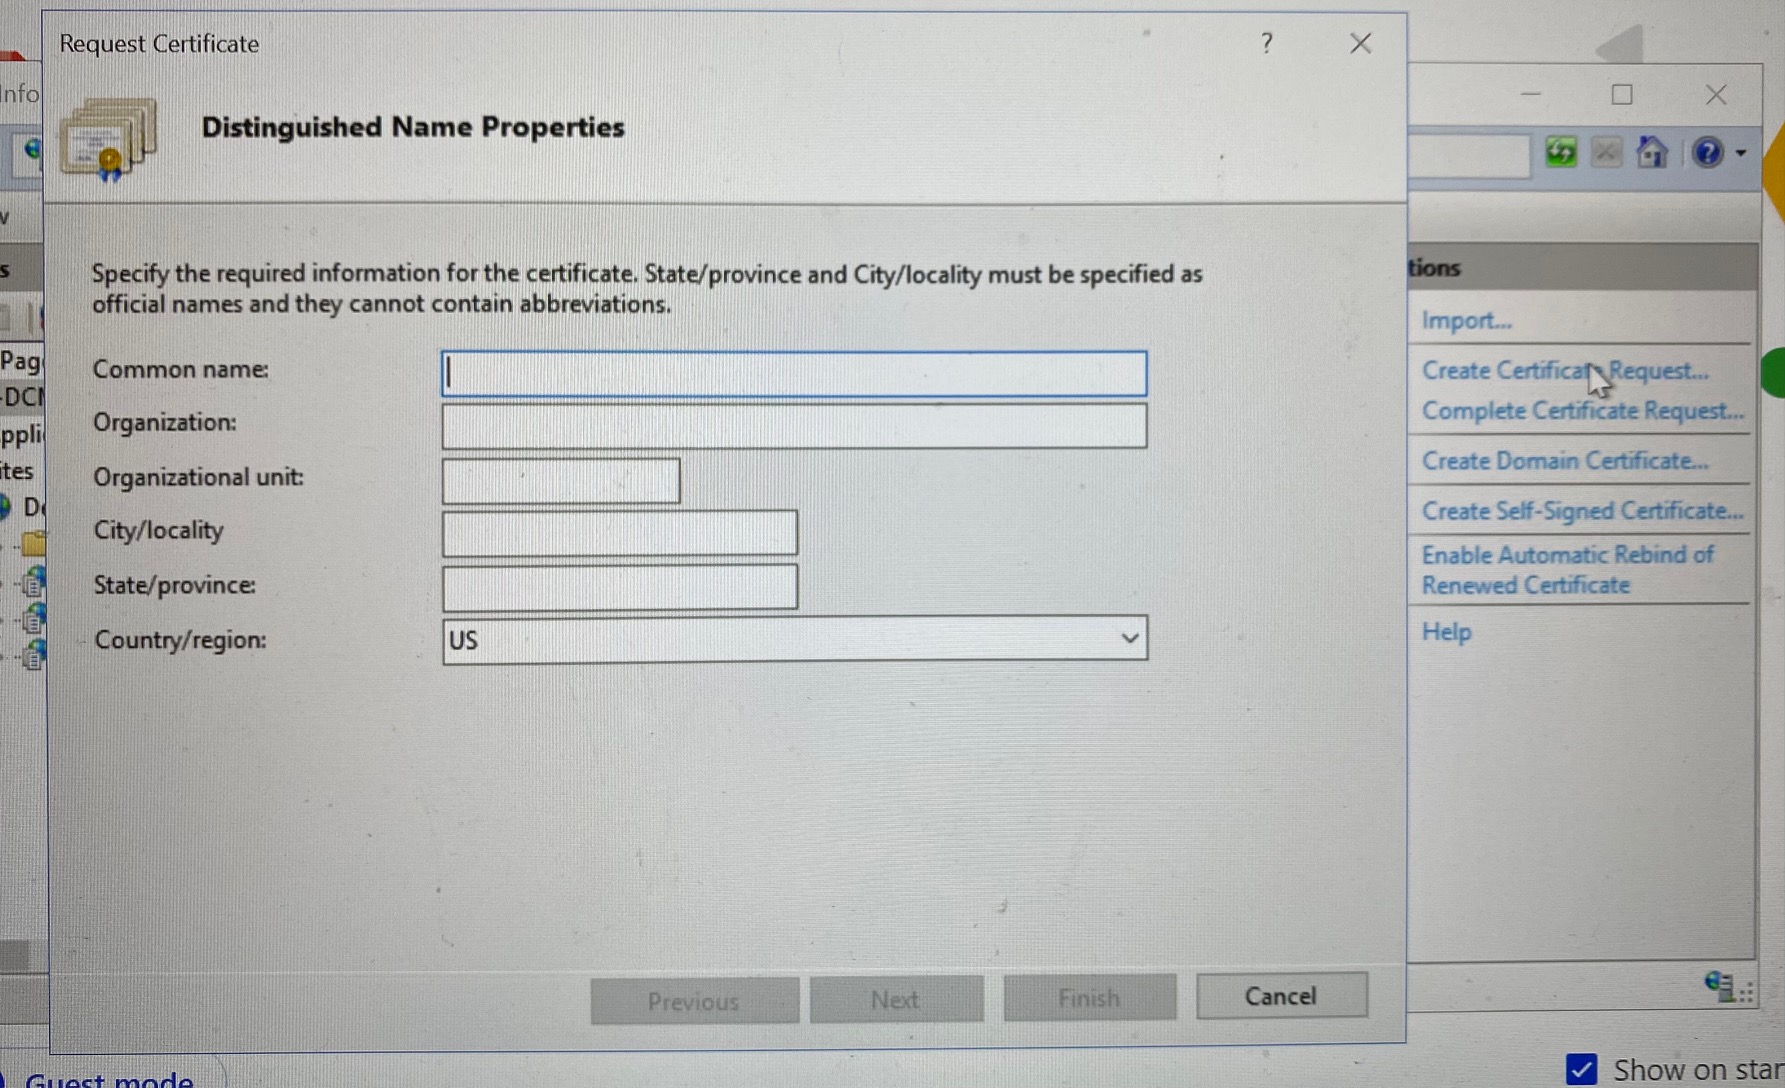 Request Certificate
?
Info
Distinguished Name Properties
Specify the required information for the certificate. State/province and City/locality must be specified as
official names and they cannot contain abbreviations.
Common name:
Organization:
Organizational unit:
City/locality
State/province:
Country/region:
US
Previous
Next
Finish
Cancel
tions
Import...
Create Certificate Request...
Complete Certificate Request...
Create Domain Certificate...
Create Self-Signed Certificate...
Enable Automatic Rebind of
Renewed Certificate
Help
Pag
-DC
ppli
ites
De
Guest mode
Show on star